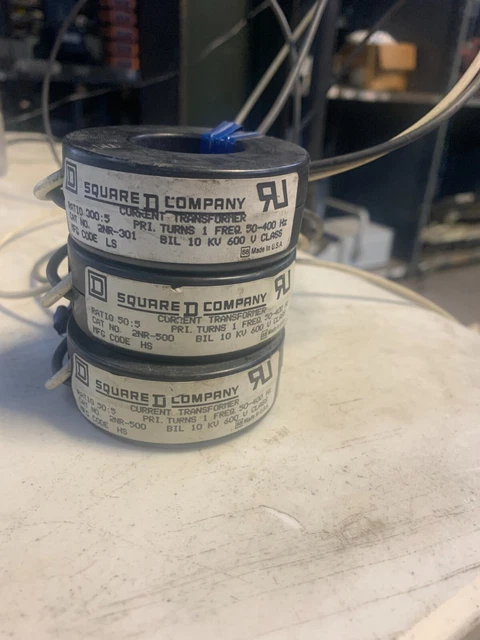 SQUARE D COMPANY
RATIO 300:5 CURRENT TRANSFORMER
CAT NO. 2NR-301 PRI. TURNS 1 FREQ. 50-400 Hz
MFG CODE LS BIL 10 KV 600 V CLASS
Made in U.S.A.
D SQUARE D COMPANY
RATIO 50:5 CURRENT TRANSFORMER
CAT NO. 2NR-500 PRI. TURNS 1 FREQ. 50-400 Hz
MFG CODE HS BIL 10 KV 600 V CLASS
D SQUARE D COMPANY
RATIO 50:5 CURRENT TRANSFORMER
CAT NO. 2NR-500 PRI. TURNS 1 FREQ. 50-400 Hz
MFG CODE HS BIL 10 KV 600 V CLASS
Made in U.S.A.